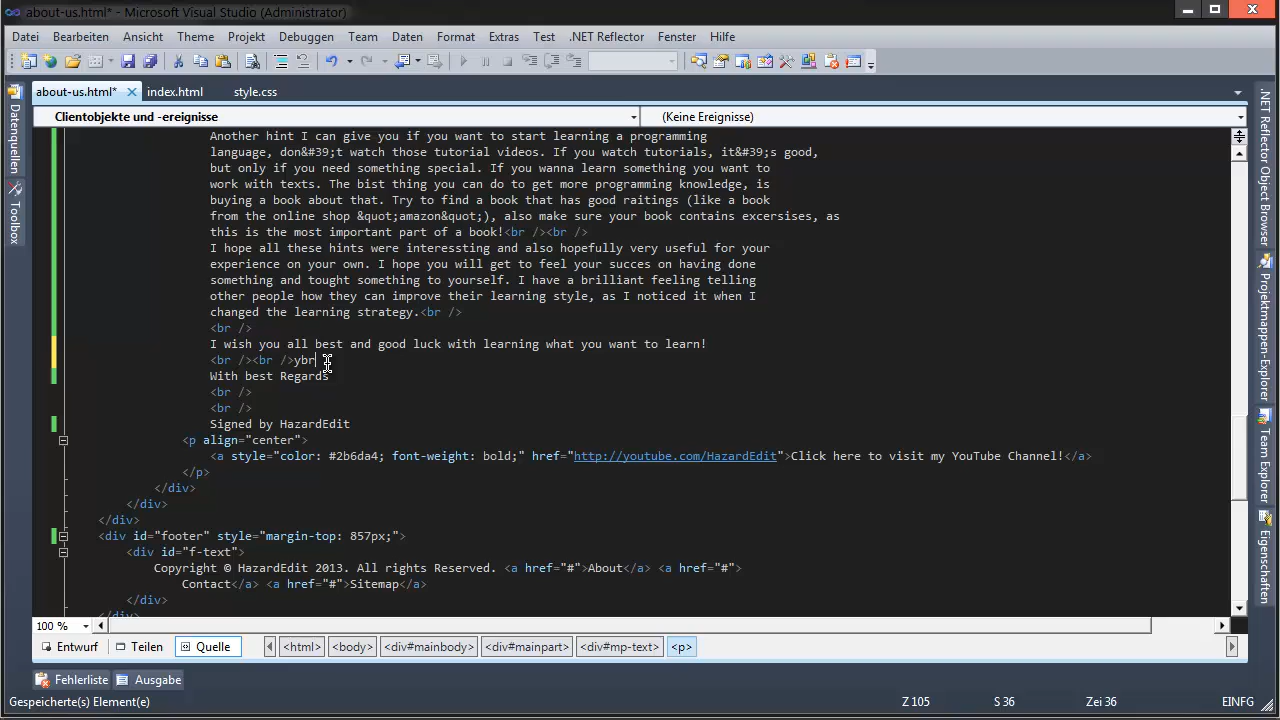 about-us.html* - Microsoft Visual Studio (Administrator)
Datei Bearbeiten Ansicht Theme Projekt Debuggen Team Daten Format Extras Test .NET Reflector Fenster Hilfe
about-us.html* index.html style.css
Clientobjekte und -ereignisse (Keine Ereignisse)
Datenquellen
Toolbox
Another hint I can give you if you want to start learning a programming
language, don&#39;t watch those tutorial videos. If you watch tutorials, it&#39;s good,
but only if you need something special. If you wanna learn something you want to
work with texts. The bist thing you can do to get more programming knowledge, is
buying a book about that. Try to find a book that has good raitings (like a book
from the online shop &quot;amazon&quot;), also make sure your book contains excersises, as
this is the most important part of a book!<br /><br />
I hope all these hints were interessting and also hopefully very useful for your
experience on your own. I hope you will get to feel your succes on having done
something and tought something to yourself. I have a brilliant feeling telling
other people how they can improve their learning style, as I noticed it when I
changed the learning strategy.<br />
<br />
I wish you all best and good luck with learning what you want to learn!
<br /><br />ybr
With best Regards
<br />
<br />
Signed by HazardEdit
<p align="center">
<a style="color: #2b6da4; font-weight: bold;" href="http://youtube.com/HazardEdit">Click here to visit my YouTube Channel!</a>
</p>
</div>
</div>
</div>
<div id="footer" style="margin-top: 857px;">
<div id="f-text">
Copyright © HazardEdit 2013. All rights Reserved. <a href="#">About</a> <a href="#">
Contact</a> <a href="#">Sitemap</a>
</div>
</div>
.NET Reflector Object Browser
Projektmappen-Explorer
Team Explorer
Eigenschaften
100 %
Entwurf Teilen Quelle <html> <body> <div#mainbody> <div#mainpart> <div#mp-text> <p>
Fehlerliste Ausgabe
Gespeicherte(s) Element(e) Z 105 S 36 Zei 36 EINFG